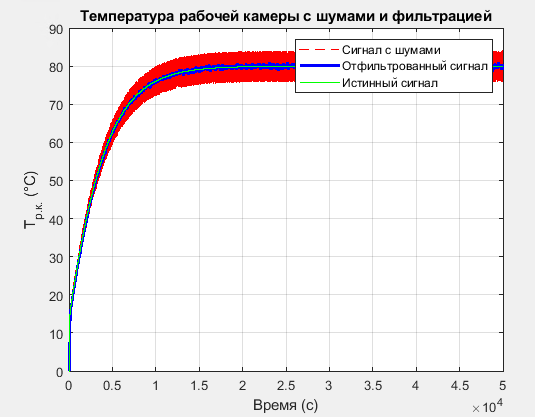 Температура рабочей камеры с шумами и фильтрацией
90
80
70
60
50
40
30
20
10
0
T р.к. (°C)
Сигнал с шумами
Отфильтрованный сигнал
Истинный сигнал
0 0.5 1 1.5 2 2.5 3 3.5 4 4.5 5
Время (с)
×10^4